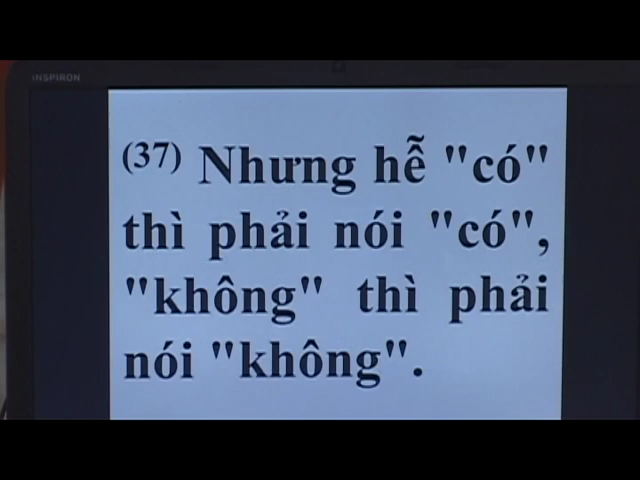 iNSPIRON
(37) Nhưng hễ "có"
thì phải nói "có",
"không" thì phải
nói "không".